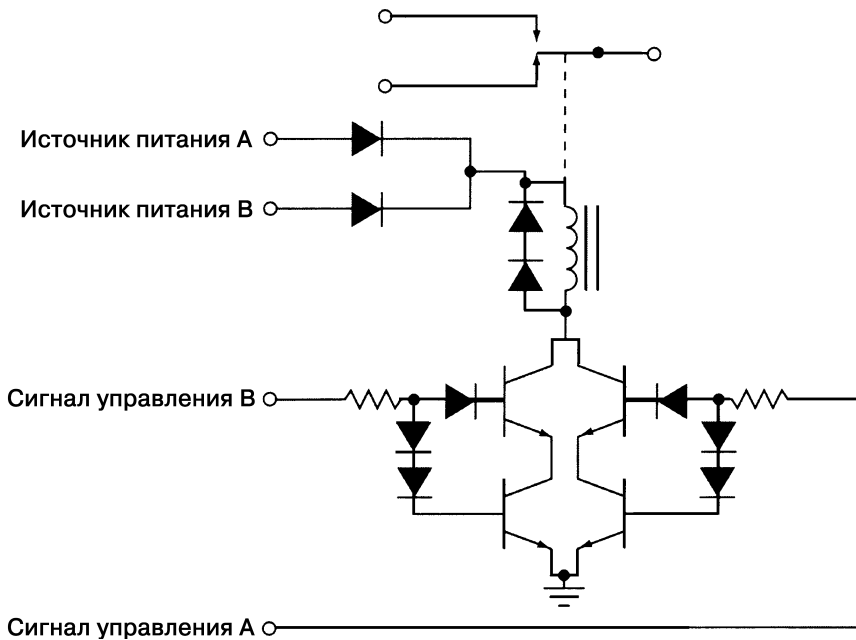 Источник питания А
Источник питания В
Сигнал управления В
Сигнал управления А